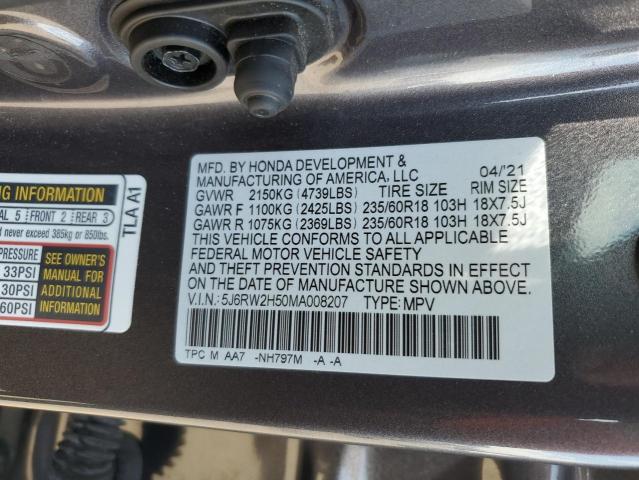 MFD. BY HONDA DEVELOPMENT &
MANUFACTURING OF AMERICA, LLC 04/'21
GVWR 2150KG (4739LBS) TIRE SIZE RIM SIZE
GAWR F 1100KG (2425LBS) 235/60R18 103H 18X7.5J
GAWR R 1075KG (2369LBS) 235/60R18 103H 18X7.5J
THIS VEHICLE CONFORMS TO ALL APPLICABLE
FEDERAL MOTOR VEHICLE SAFETY
AND THEFT PREVENTION STANDARDS IN EFFECT
ON THE DATE OF MANUFACTURE SHOWN ABOVE.
V.I.N.:5J6RW2H50MA008207 TYPE:MPV
TPC M AA7 -NH797M -A -A
NG INFORMATION
AL 5 FRONT 2 REAR 3
d never exceed 385kg or 850lbs.
PRESSURE
33PSI
30PSI
60PSI
SEE OWNER'S
MANUAL FOR
ADDITIONAL
INFORMATION
TLA A1